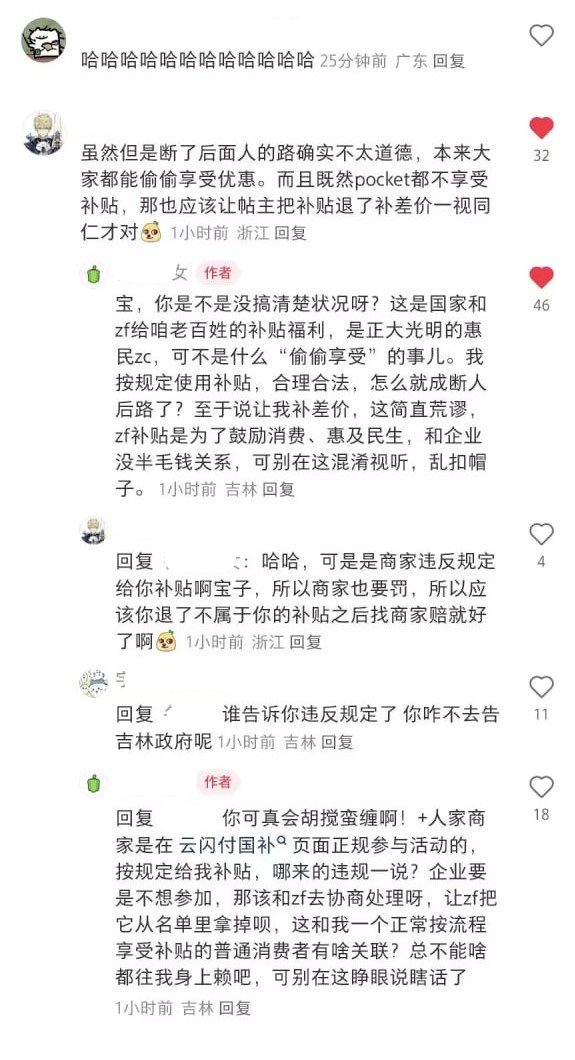 哈哈哈哈哈哈哈哈哈哈哈哈 25分钟前 广东 回复
虽然但是断了后面人的路确实不太道德，本来大
32
家都能偷偷享受优惠。而且既然pocket都不享受
补贴，那也应该让帖主把补贴退了补差价一视同
仁才对 1小时前 浙江 回复
女 作者
宝，你是不是没搞清楚状况呀？这是国家和
46
zf给咱老百姓的补贴福利，是正大光明的惠
民zc，可不是什么“偷偷享受”的事儿。我
按规定使用补贴，合理合法，怎么就成断人
后路了？至于说让我补差价，这简直荒谬，
zf补贴是为了鼓励消费、惠及民生，和企业
没半毛钱关系，可别在这混淆视听，乱扣帽
子。 1小时前 吉林 回复
回复 ：哈哈，可是是商家违反规定
4
给你补贴啊宝子，所以商家也要罚，所以应
该你退了不属于你的补贴之后找商家赔就好
了啊 1小时前 浙江 回复
回复 谁告诉你违反规定了 你咋不去告
11
吉林政府呢 1小时前 吉林 回复
作者
回复 你可真会胡搅蛮缠啊！+人家商
18
家是在 云闪付国补 页面正规参与活动的，
按规定给我补贴，哪来的违规一说？企业要
是不想参加，那该和zf去协商处理呀，让zf把
它从名单里拿掉呗，这和我一个正常按流程
享受补贴的普通消费者有啥关联？总不能啥
都往我身上赖吧，可别在这睁眼说瞎话了
1小时前 吉林 回复